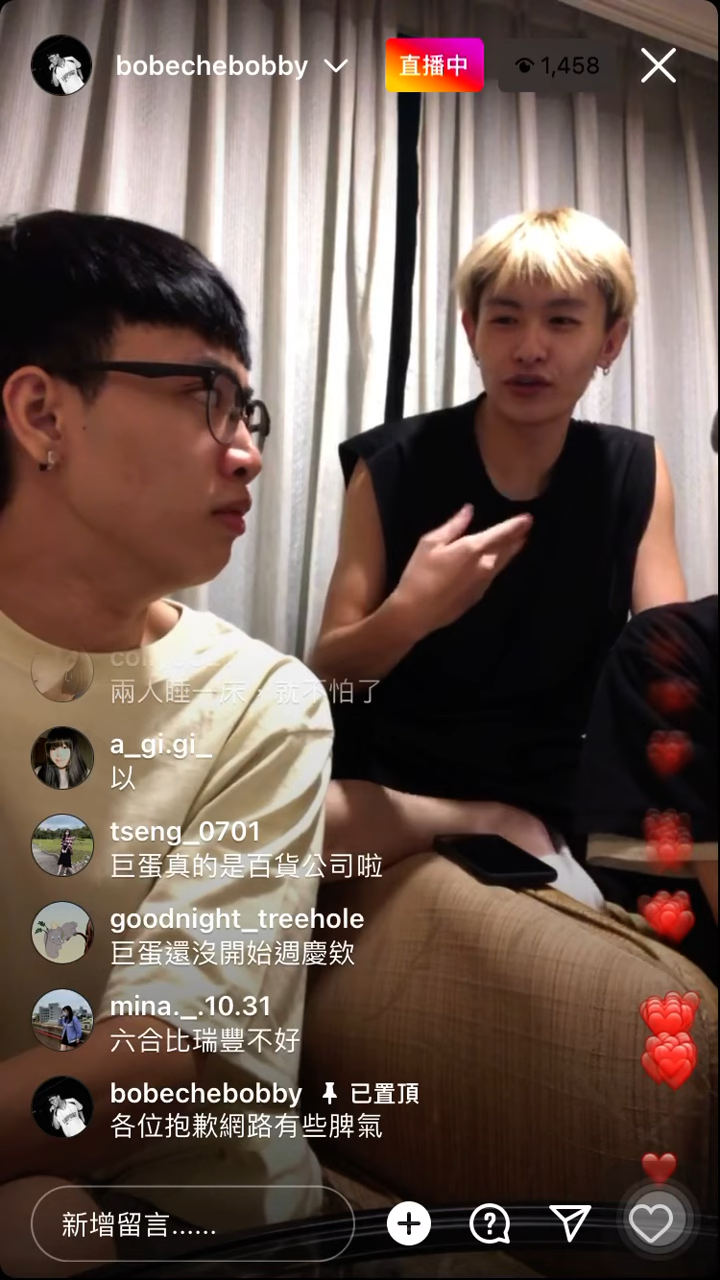 bobechebobby
直播中
1,458
兩人睡一床，就不怕了
a_gi.gi_
以
tseng_0701
巨蛋真的是百貨公司啦
goodnight_treehole
巨蛋還沒開始週慶欸
mina._.10.31
六合比瑞豐不好
bobechebobby 已置頂
各位抱歉網路有些脾氣
新增留言......